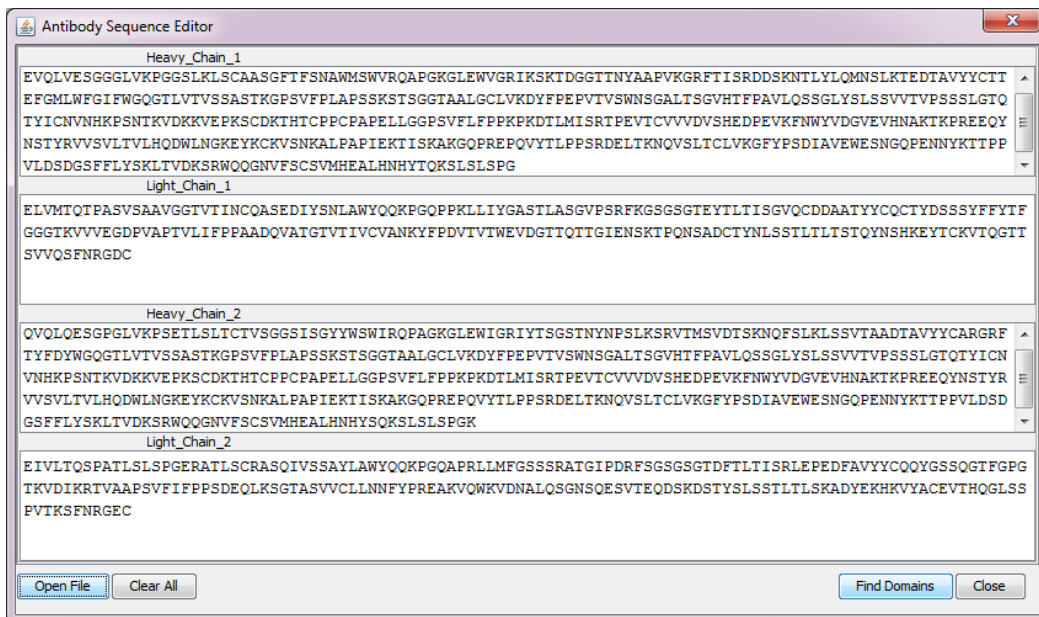 Antibody Sequence Editor
Heavy_Chain_1
EVQLVESGGGLVKPGGSLKLSCAASGFTFSNAWMSWVRQAPGKGLEWVGRIKSKTDGGTTNYAAPVKGRFTISRDDSKNTLYLQMNSLKTEDTAVYYCTT
EFGMLWFGIFWGQGTLVTVSSASTKGPSVFPLAPSSKSTSGGTAALGCLVKDYFPEPVTVSWNSGALTSGVHTFPAVLQSSGLYSLSSVVTVPSSSLGTQ
TYICNVNHKPSNTKVDKKVEPKSCDKTHTCPPCPAPELLGGPSVFLFPPKPKDTLMISRTPEVTCVVVDVSHEDPEVKFNWYVDGVEVHNAKTKPREEQY
NSTYRVVSVLTVLHQDWLNGKEYKCKVSNKALPAPIEKTISKAKGQPREPQVYTLPPSRDELTKNQVSLTCLVKGFYPSDIAVEWESNGQPENNYKTTPP
VLDSDGSFFLYSKLTVDKSRWQQGNVFSCSVMHEALHNHYTQKSLSLSPG
Light_Chain_1
ELVMTQTPASVSAAVGGTVTINCQASEDIYSNLAWYQQKPGQPPKLLIYGASTLASGVPSRFKGSGSGTEYTLTISGVQCDDAATYYCQCTYDSSSYFFYTF
GGGTKVVVEGDPVAPTVLIFPPAADQVATGTVTIVCVANKYFPDVTVTWEVDGTTQTTGIENSKTPQNSADCTYNLSSTLTLTSTQYNSHKEYTCKVTQGTT
SVVQSFNRGDC
Heavy_Chain_2
QVQLQESGPGLVKPSETLSLTCTVSGGSISGYYWSWIRQPAGKGLEWIGRIYTSGSTNYNPSLKSRVTMSVDTSKNQFSLKLSSVTAADTAVYYCARGRF
TYFDYWGQGTLVTVSSASTKGPSVFPLAPSSKSTSGGTAALGCLVKDYFPEPVTVSWNSGALTSGVHTFPAVLQSSGLYSLSSVVTVPSSSLGTQTYICN
VNHKPSNTKVDKKVEPKSCDKTHTCPPCPAPELLGGPSVFLFPPKPKDTLMISRTPEVTCVVVDVSHEDPEVKFNWYVDGVEVHNAKTKPREEQYNSTYR
VVSVLTVLHQDWLNGKEYKCKVSNKALPAPIEKTISKAKGQPREPQVYTLPPSRDELTKNQVSLTCLVKGFYPSDIAVEWESNGQPENNYKTTPPVLDSD
GSFFLYSKLTVDKSRWQQGNVFSCSVMHEALHNHYSQKSLSLSPGK
Light_Chain_2
EIVLTQSPATLSLSPGERATLSCRASQIVSSAYLAWYQQKPGQAPRLLMFGSSSRATGIPDRFSGSGSGTDFTLTISRLEPEDFAVYYCQQYGSSQGTFGPG
TKVDIKRTVAAPSVFIFPPSDEQLKSGTASVVCLLNNFYPREAKVQWKVDNALQSGNSQESVTEQDSKDSTYSLSSTLTLSKADYEKHKVYACEVTHQGLSS
PVTKSFNRGEC
Open File Clear All Find Domains Close